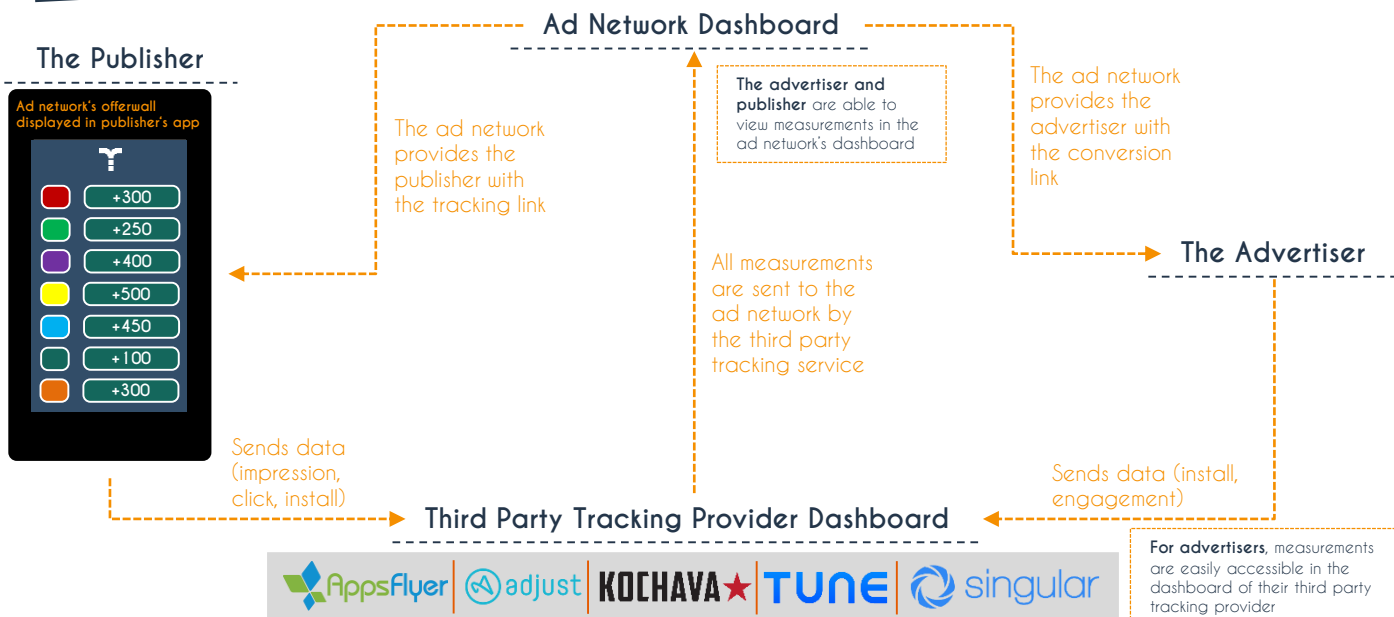 Ad Network Dashboard
The Publisher
Ad network's offerwall
displayed in publisher's app
+300
+250
+400
+500
+450
+100
+300
The ad network
provides the
publisher with
the tracking link
The advertiser and
publisher are able to
view measurements in the
ad network's dashboard
The ad network
provides the
advertiser with
the conversion
link
The Advertiser
All measurements
are sent to the
ad network by
the third party
tracking service
Sends data
(impression,
click, install)
Sends data (install,
engagement)
Third Party Tracking Provider Dashboard
AppsFlyer adjust KOCHAVA TUNE singular
For advertisers, measurements
are easily accessible in the
dashboard of their third party
tracking provider